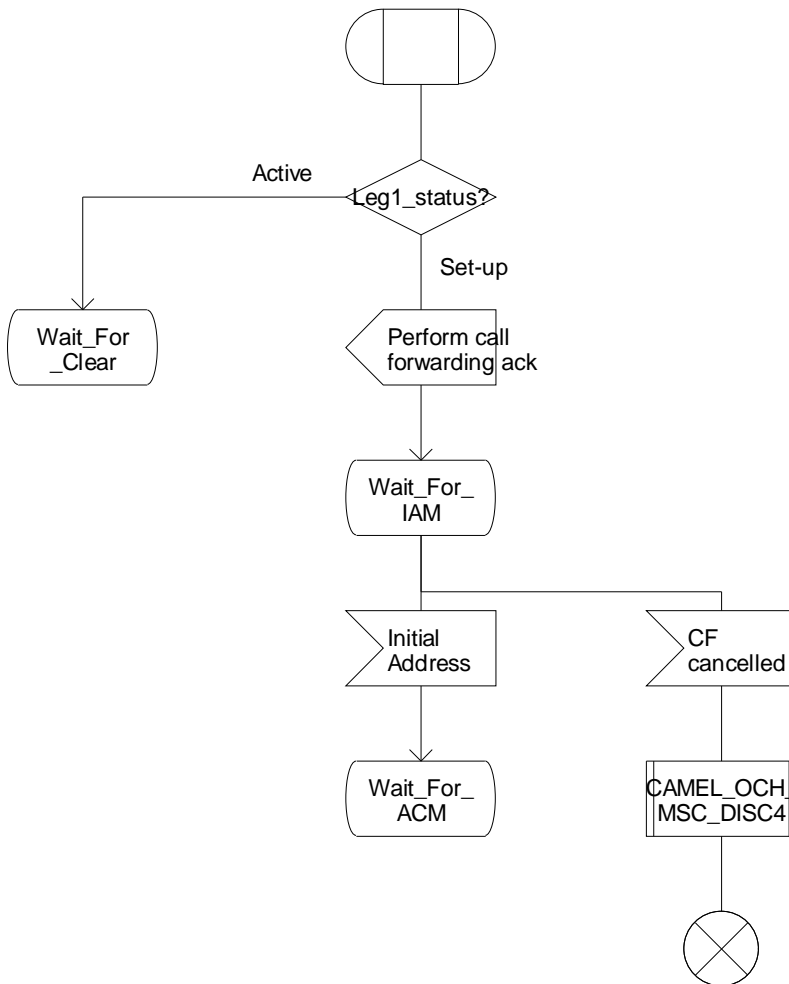 Active
Leg1_status?
Set-up
Wait_For
_Clear
Perform call
forwarding ack
Wait_For_
IAM
Initial
Address
CF
cancelled
Wait_For_
ACM
CAMEL_OCH_
MSC_DISC4